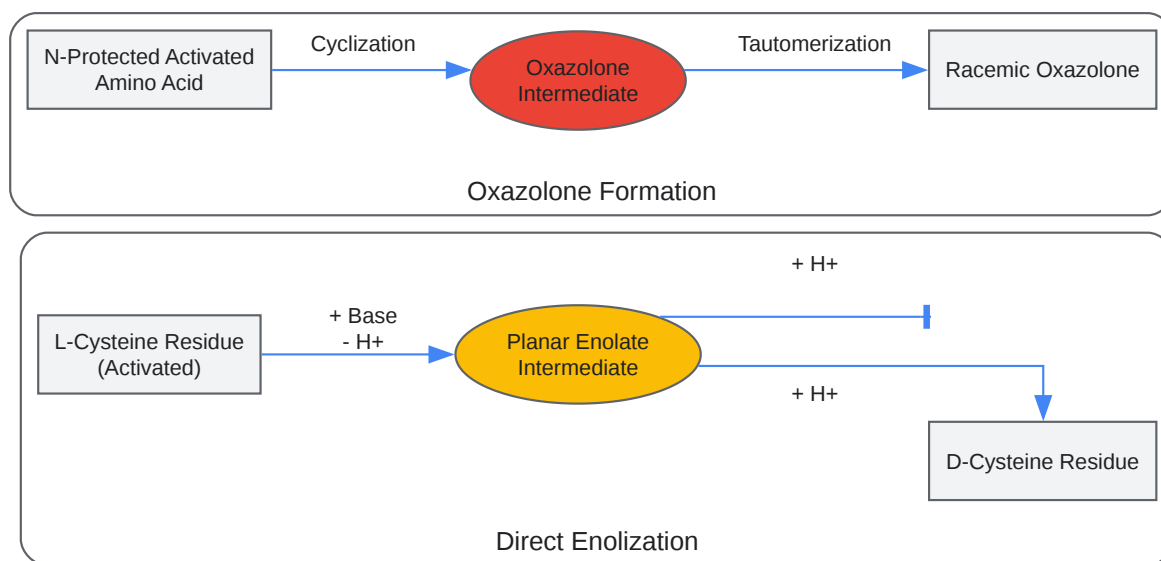 N-Protected Activated
Amino Acid
Cyclization
Oxazolone
Intermediate
Tautomerization
Racemic Oxazolone
Oxazolone Formation
L-Cysteine Residue
(Activated)
+ Base
- H+
Planar Enolate
Intermediate
+ H+
+ H+
D-Cysteine Residue
Direct Enolization